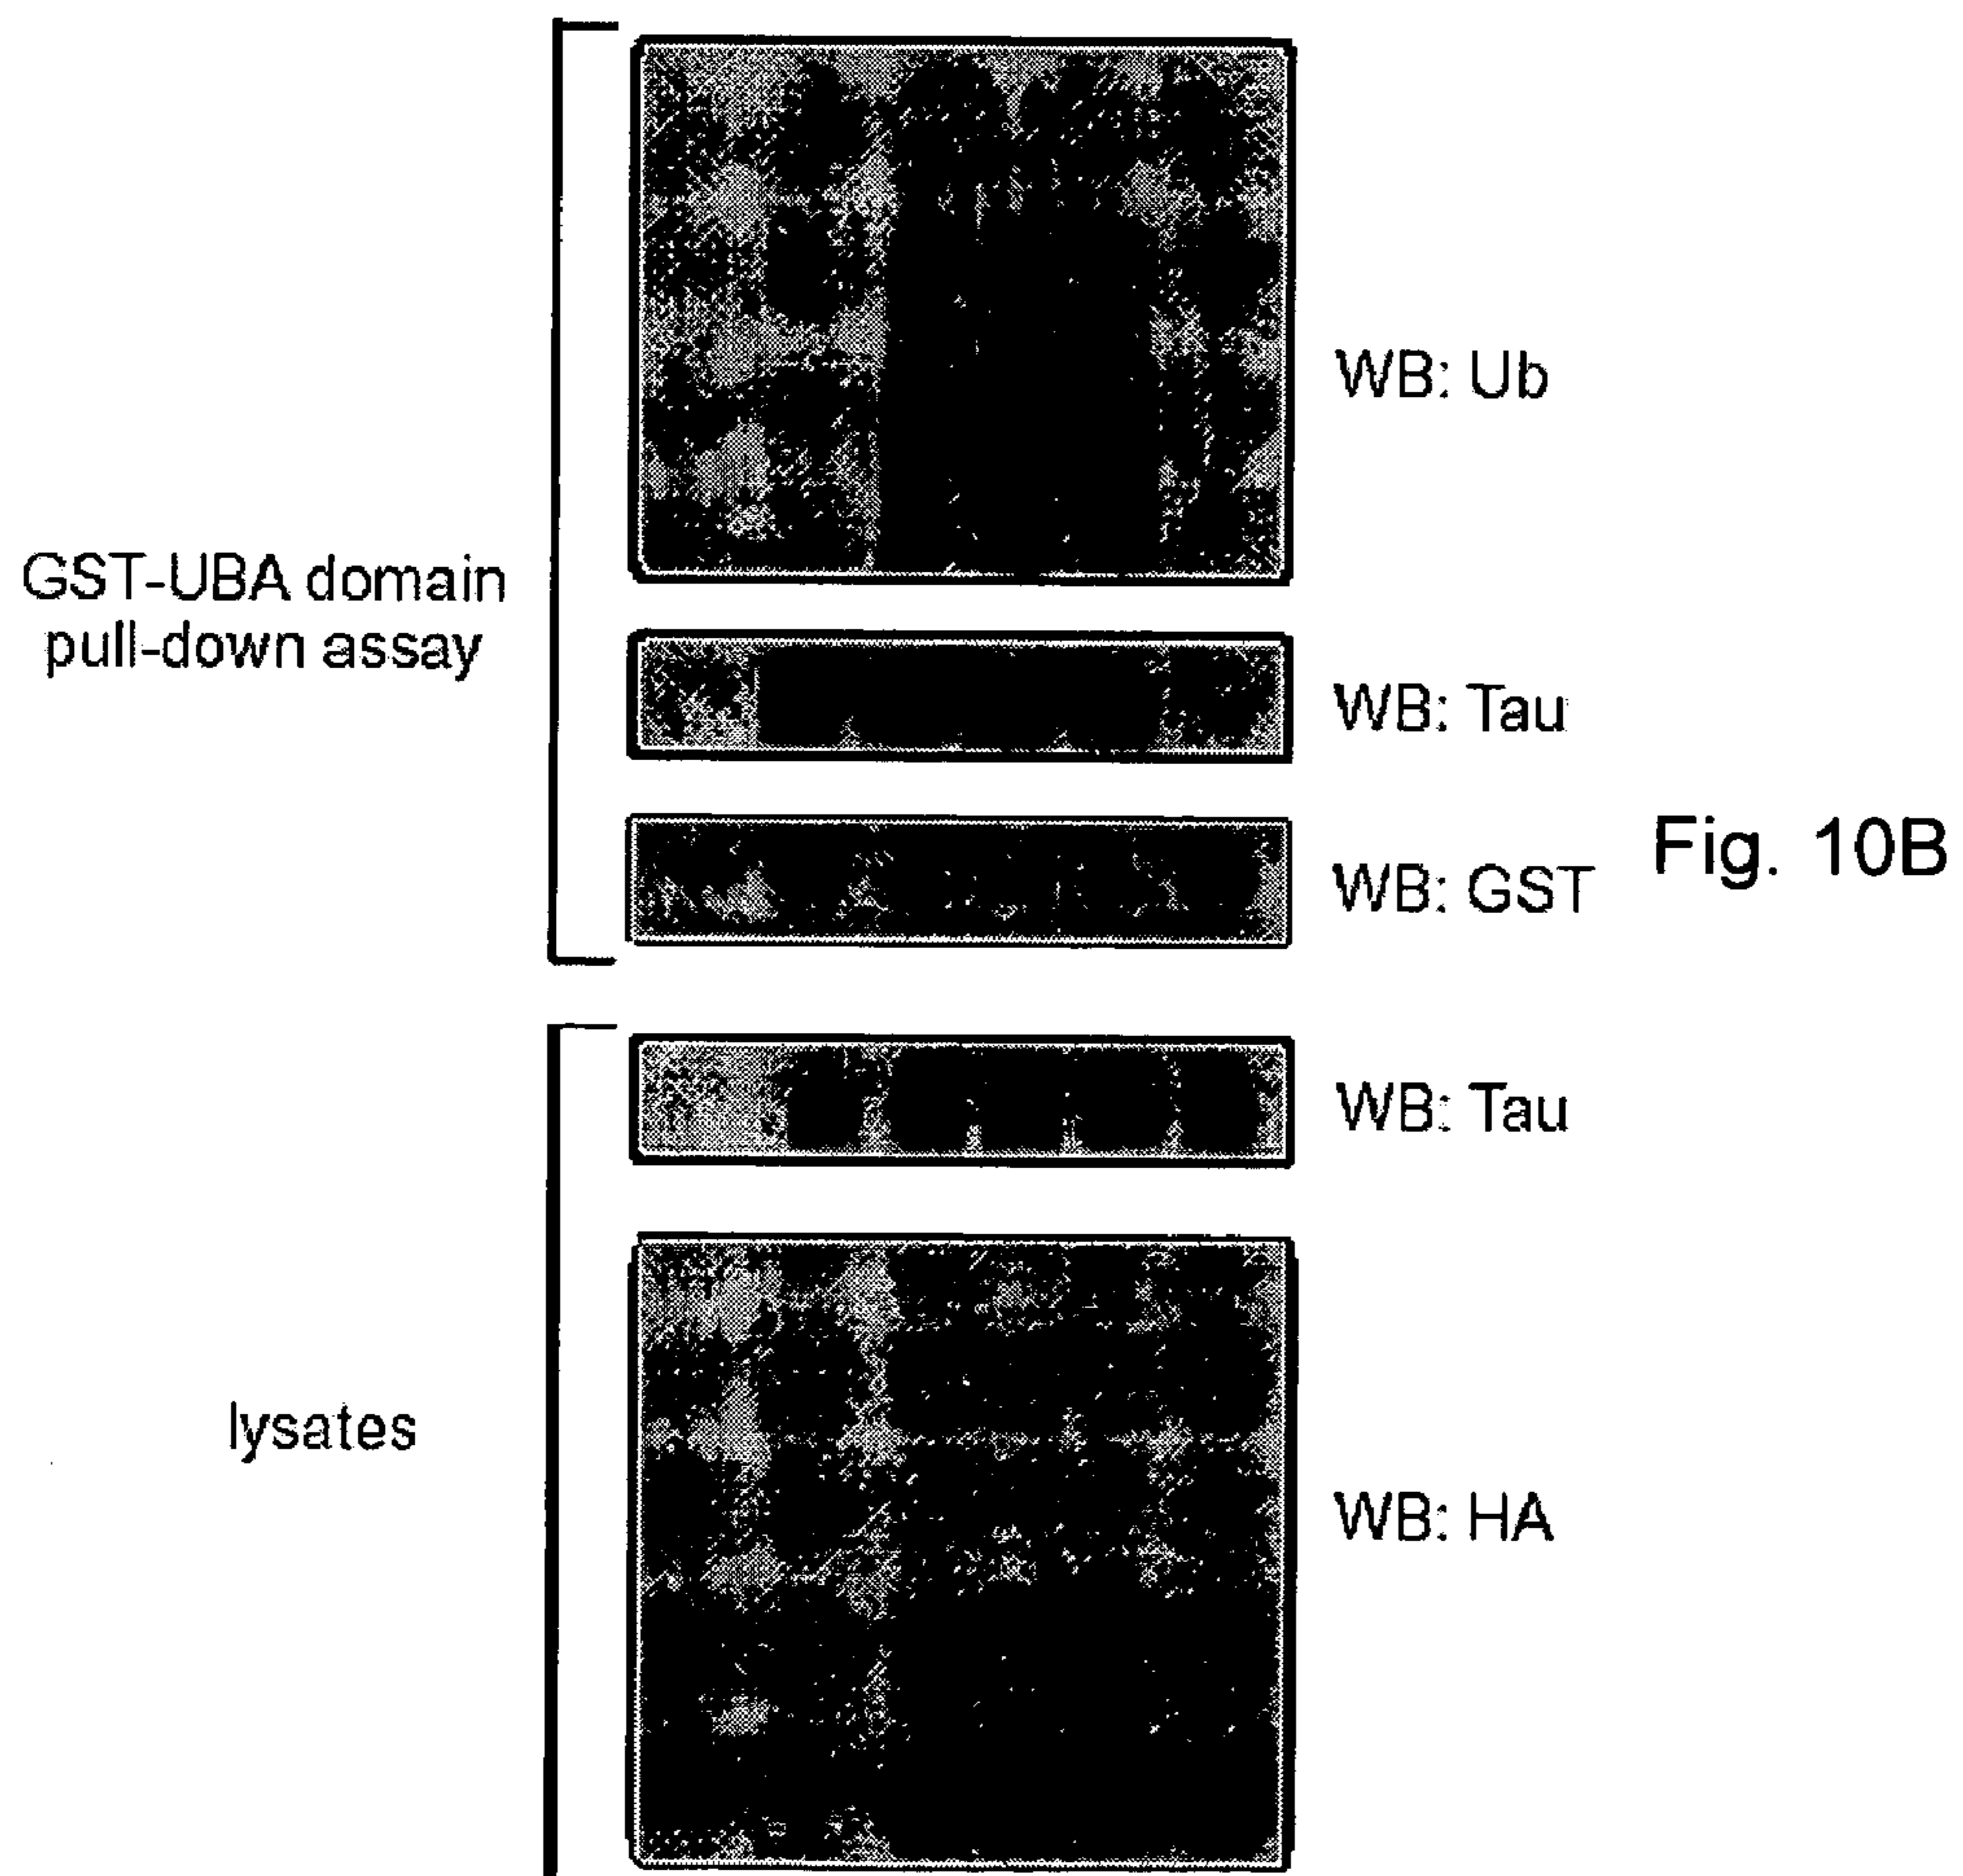 WB: Ub
GST-UBA domain
pull-down assay
WB: Tau
WB: GST
Fig. 10B
WB: Tau
lysates
WB: HA